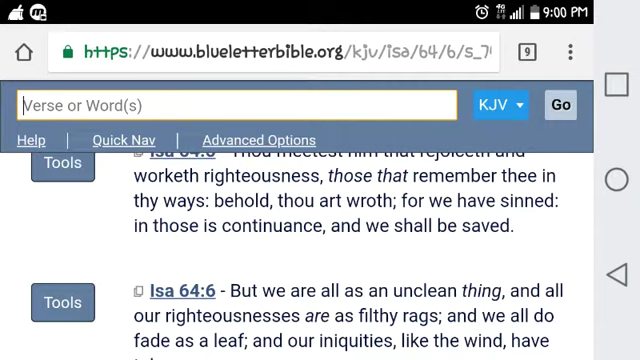 4G
9:00 PM
https://www.blueletterbible.org/kjv/isa/64/6/s_7
9
Verse or Word(s)
KJV
Go
Help | Quick Nav | Advanced Options
Tools
Isa 64:5 - Thou meetest him that rejoiceth and
worketh righteousness, those that remember thee in
thy ways: behold, thou art wroth; for we have sinned:
in those is continuance, and we shall be saved.
Tools
Isa 64:6 - But we are all as an unclean thing, and all
our righteousnesses are as filthy rags; and we all do
fade as a leaf; and our iniquities, like the wind, have